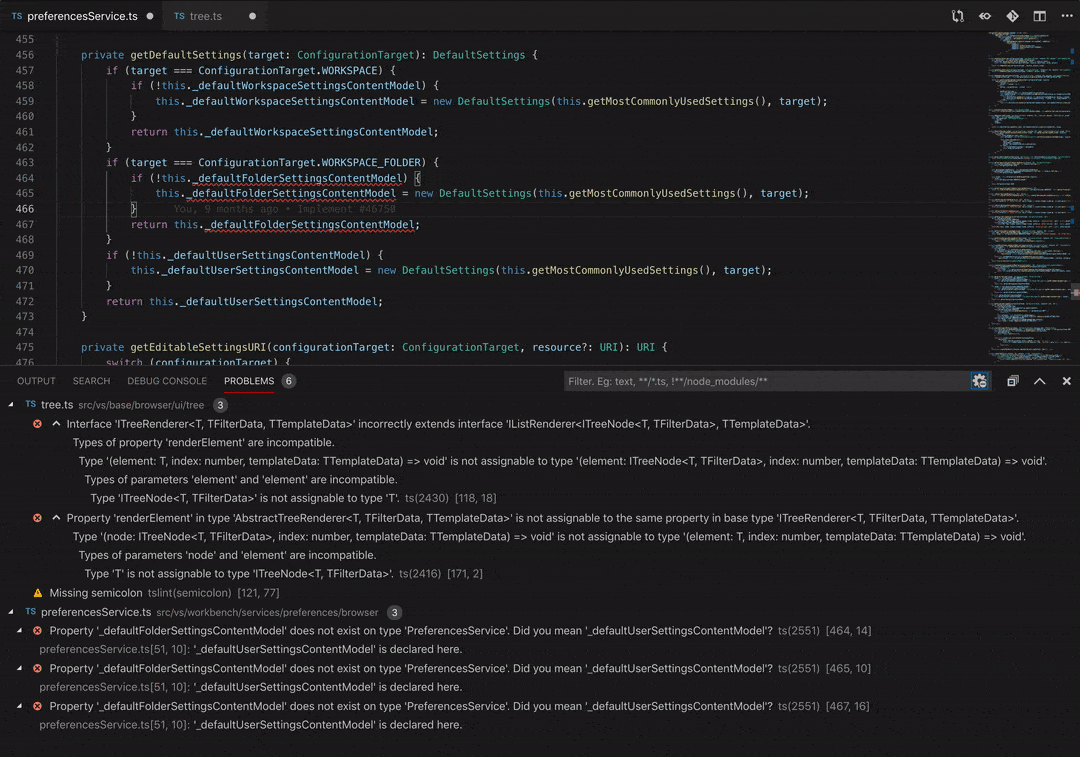 TS preferencesService.ts
TS tree.ts
455
456 private getDefaultSettings(target: ConfigurationTarget): DefaultSettings {
457 if (target === ConfigurationTarget.WORKSPACE) {
458 if (!this._defaultWorkspaceSettingsContentModel) {
459 this._defaultWorkspaceSettingsContentModel = new DefaultSettings(this.getMostCommonlyUsedSettings(), target);
460 }
461 return this._defaultWorkspaceSettingsContentModel;
462 }
463 if (target === ConfigurationTarget.WORKSPACE_FOLDER) {
464 if (!this._defaultFolderSettingsContentModel) {
465 this._defaultFolderSettingsContentModel = new DefaultSettings(this.getMostCommonlyUsedSettings(), target);
466 } You, 9 months ago • Implement #46750
467 return this._defaultFolderSettingsContentModel;
468 }
469 if (!this._defaultUserSettingsContentModel) {
470 this._defaultUserSettingsContentModel = new DefaultSettings(this.getMostCommonlyUsedSettings(), target);
471 }
472 return this._defaultUserSettingsContentModel;
473 }
474
475 private getEditableSettingsURI(configurationTarget: ConfigurationTarget, resource?: URI): URI {
476 switch (configurationTarget) {
OUTPUT SEARCH DEBUG CONSOLE PROBLEMS 6 Filter. Eg: text, **/*.ts, !**/node_modules/**
TS tree.ts src/vs/base/browser/ui/tree 3
Interface 'ITreeRenderer<T, TFilterData, TTemplateData>' incorrectly extends interface 'IListRenderer<ITreeNode<T, TFilterData>, TTemplateData>'.
Types of property 'renderElement' are incompatible.
Type '(element: T, index: number, templateData: TTemplateData) => void' is not assignable to type '(element: ITreeNode<T, TFilterData>, index: number, templateData: TTemplateData) => void'.
Types of parameters 'element' and 'element' are incompatible.
Type 'ITreeNode<T, TFilterData>' is not assignable to type 'T'. ts(2430) [118, 18]
Property 'renderElement' in type 'AbstractTreeRenderer<T, TFilterData, TTemplateData>' is not assignable to the same property in base type 'ITreeRenderer<T, TFilterData, TTemplateData>'.
Type '(node: ITreeNode<T, TFilterData>, index: number, templateData: TTemplateData) => void' is not assignable to type '(element: T, index: number, templateData: TTemplateData) => void'.
Types of parameters 'node' and 'element' are incompatible.
Type 'T' is not assignable to type 'ITreeNode<T, TFilterData>'. ts(2416) [171, 2]
Missing semicolon tslint(semicolon) [121, 77]
TS preferencesService.ts src/vs/workbench/services/preferences/browser 3
Property '_defaultFolderSettingsContentModel' does not exist on type 'PreferencesService'. Did you mean '_defaultUserSettingsContentModel'? ts(2551) [464, 14]
preferencesService.ts[51, 10]: '_defaultUserSettingsContentModel' is declared here.
Property '_defaultFolderSettingsContentModel' does not exist on type 'PreferencesService'. Did you mean '_defaultUserSettingsContentModel'? ts(2551) [465, 10]
preferencesService.ts[51, 10]: '_defaultUserSettingsContentModel' is declared here.
Property '_defaultFolderSettingsContentModel' does not exist on type 'PreferencesService'. Did you mean '_defaultUserSettingsContentModel'? ts(2551) [467, 16]
preferencesService.ts[51, 10]: '_defaultUserSettingsContentModel' is declared here.